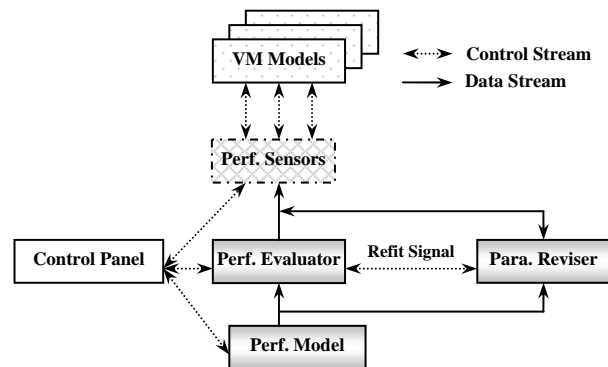 VM Models
Control Stream
Data Stream
Perf. Sensors
Control Panel
Perf. Evaluator
Refit Signal
Para. Reviser
Perf. Model